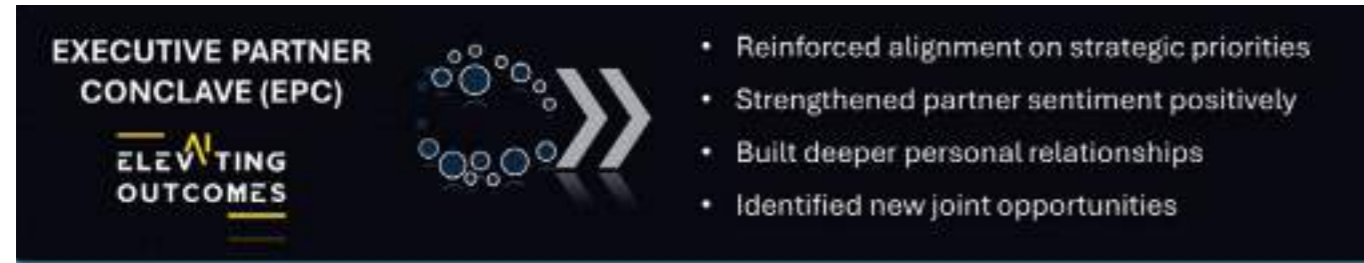 EXECUTIVE PARTNER
CONCLAVE (EPC)
ELEVAITING
OUTCOMES
• Reinforced alignment on strategic priorities
• Strengthened partner sentiment positively
• Built deeper personal relationships
• Identified new joint opportunities